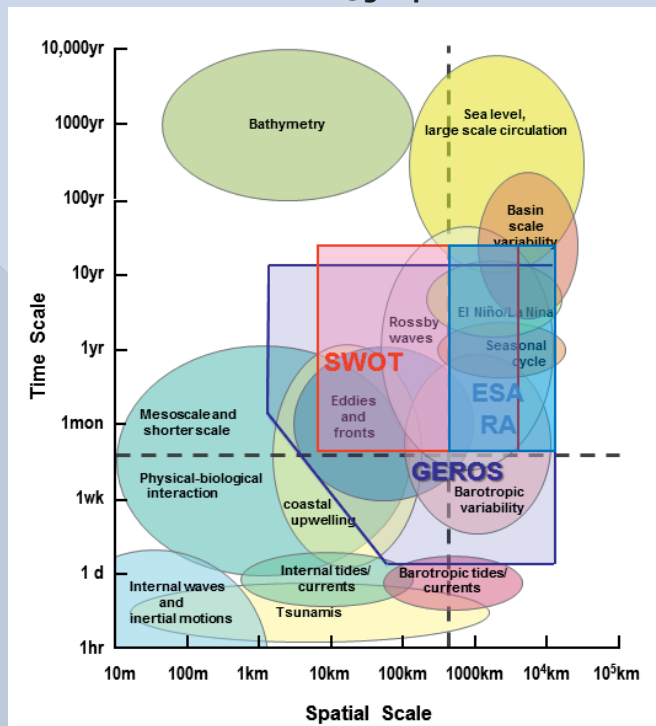 10,000yr
1000yr
100yr
10yr
1yr
1mon
1wk
1 d
1hr
Time Scale
Bathymetry
Sea level,
large scale circulation
Basin
scale
variability
El Niño/La Nina
Rossby
waves
Seasonal
cycle
SWOT
ESA
RA
Eddies and
fronts
Mesoscale and
shorter scale
GEROS
Physical-biological
interaction
Barotropic
variability
coastal
upwelling
Internal tides/
currents
Barotropic tides/
currents
Internal waves
and
inertial motions
Tsunamis
10m
100m
1km
10km
100km
1000km
10⁴km
10⁵km
Spatial Scale